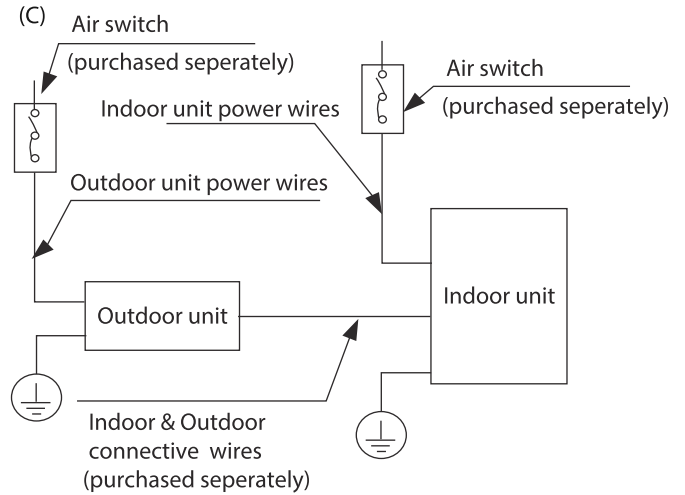 (C)
Air switch
(purchased seperately)
Air switch
(purchased seperately)
Indoor unit power wires
Outdoor unit power wires
Outdoor unit
Indoor unit
Indoor & Outdoor
connective wires
(purchased seperately)